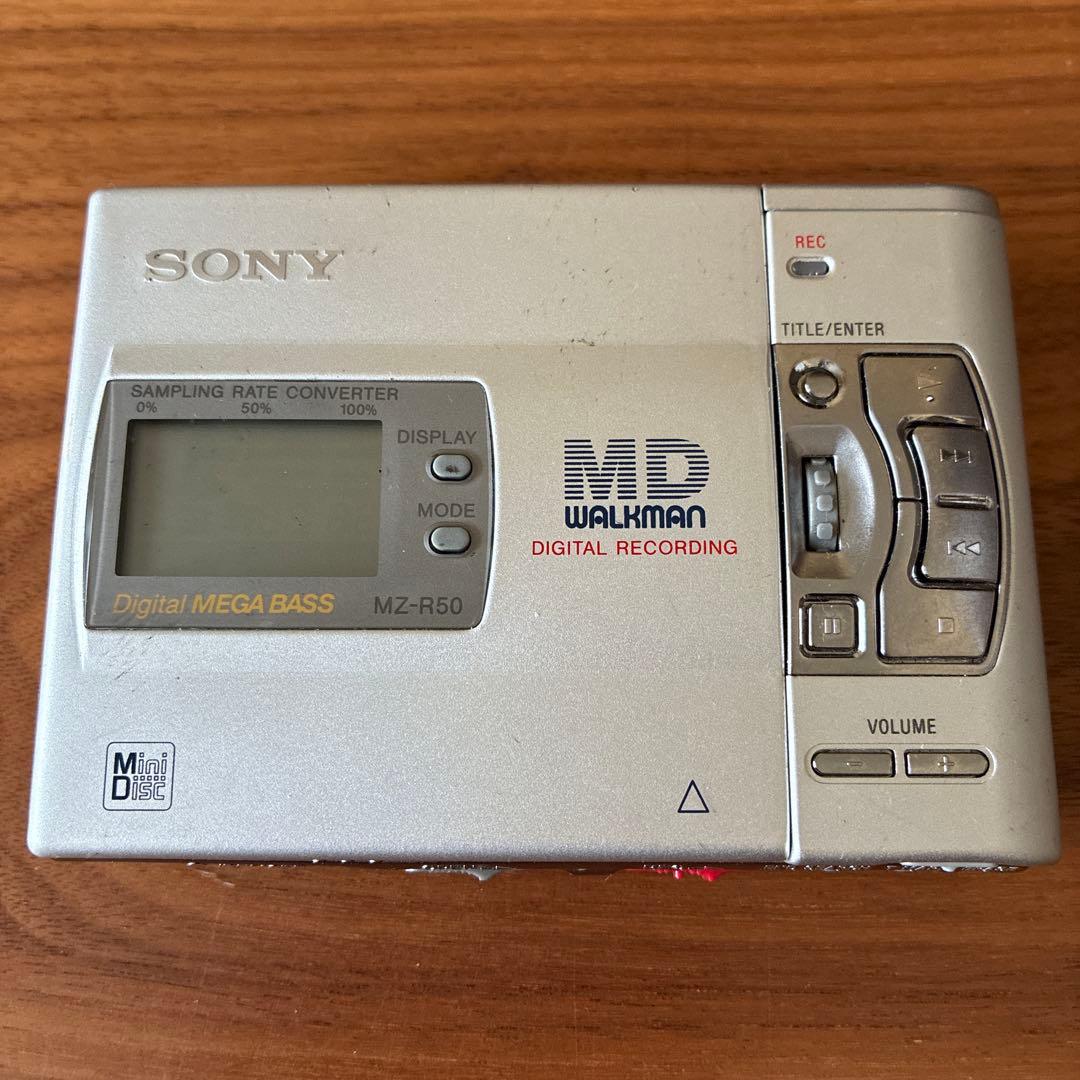 SONY
REC
TITLE/ENTER
SAMPLING RATE CONVERTER
0% 50% 100%
DISPLAY
MODE
Digital MEGA BASS MZ-R50
MD
WALKMAN
DIGITAL RECORDING
VOLUME
- +
Mini
Disc